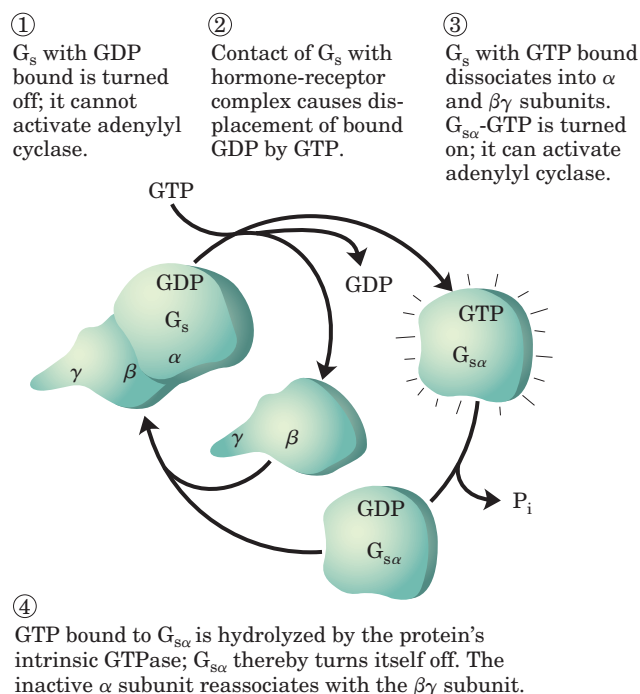 ①
Gₛ with GDP
bound is turned
off; it cannot
activate adenylyl
cyclase.
②
Contact of Gₛ with
hormone-receptor
complex causes dis-
placement of bound
GDP by GTP.
③
Gₛ with GTP bound
dissociates into α
and βγ subunits.
Gₛα-GTP is turned
on; it can activate
adenylyl cyclase.
GTP
GDP
GDP
Gₛ
α
β
γ
GTP
Gₛα
γ
β
GDP
Gₛα
Pᵢ
④
GTP bound to Gₛα is hydrolyzed by the protein’s
intrinsic GTPase; Gₛα thereby turns itself off. The
inactive α subunit reassociates with the βγ subunit.